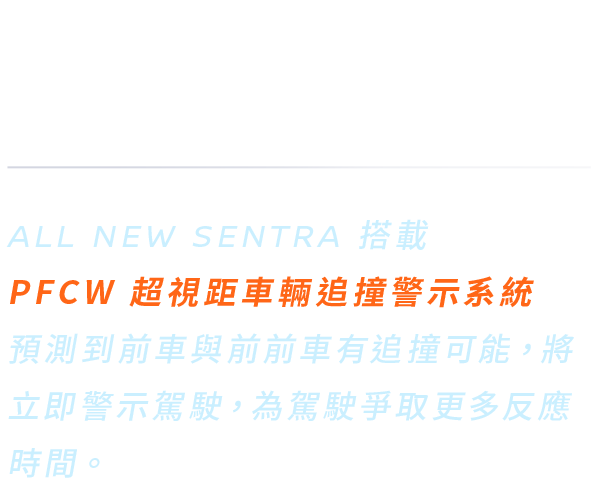 ALL NEW SENTRA 搭載
PFCW 超視距車輛追撞警示系統
預測到前車與前前車有追撞可能，將
立即警示駕駛，為駕駛爭取更多反應
時間。